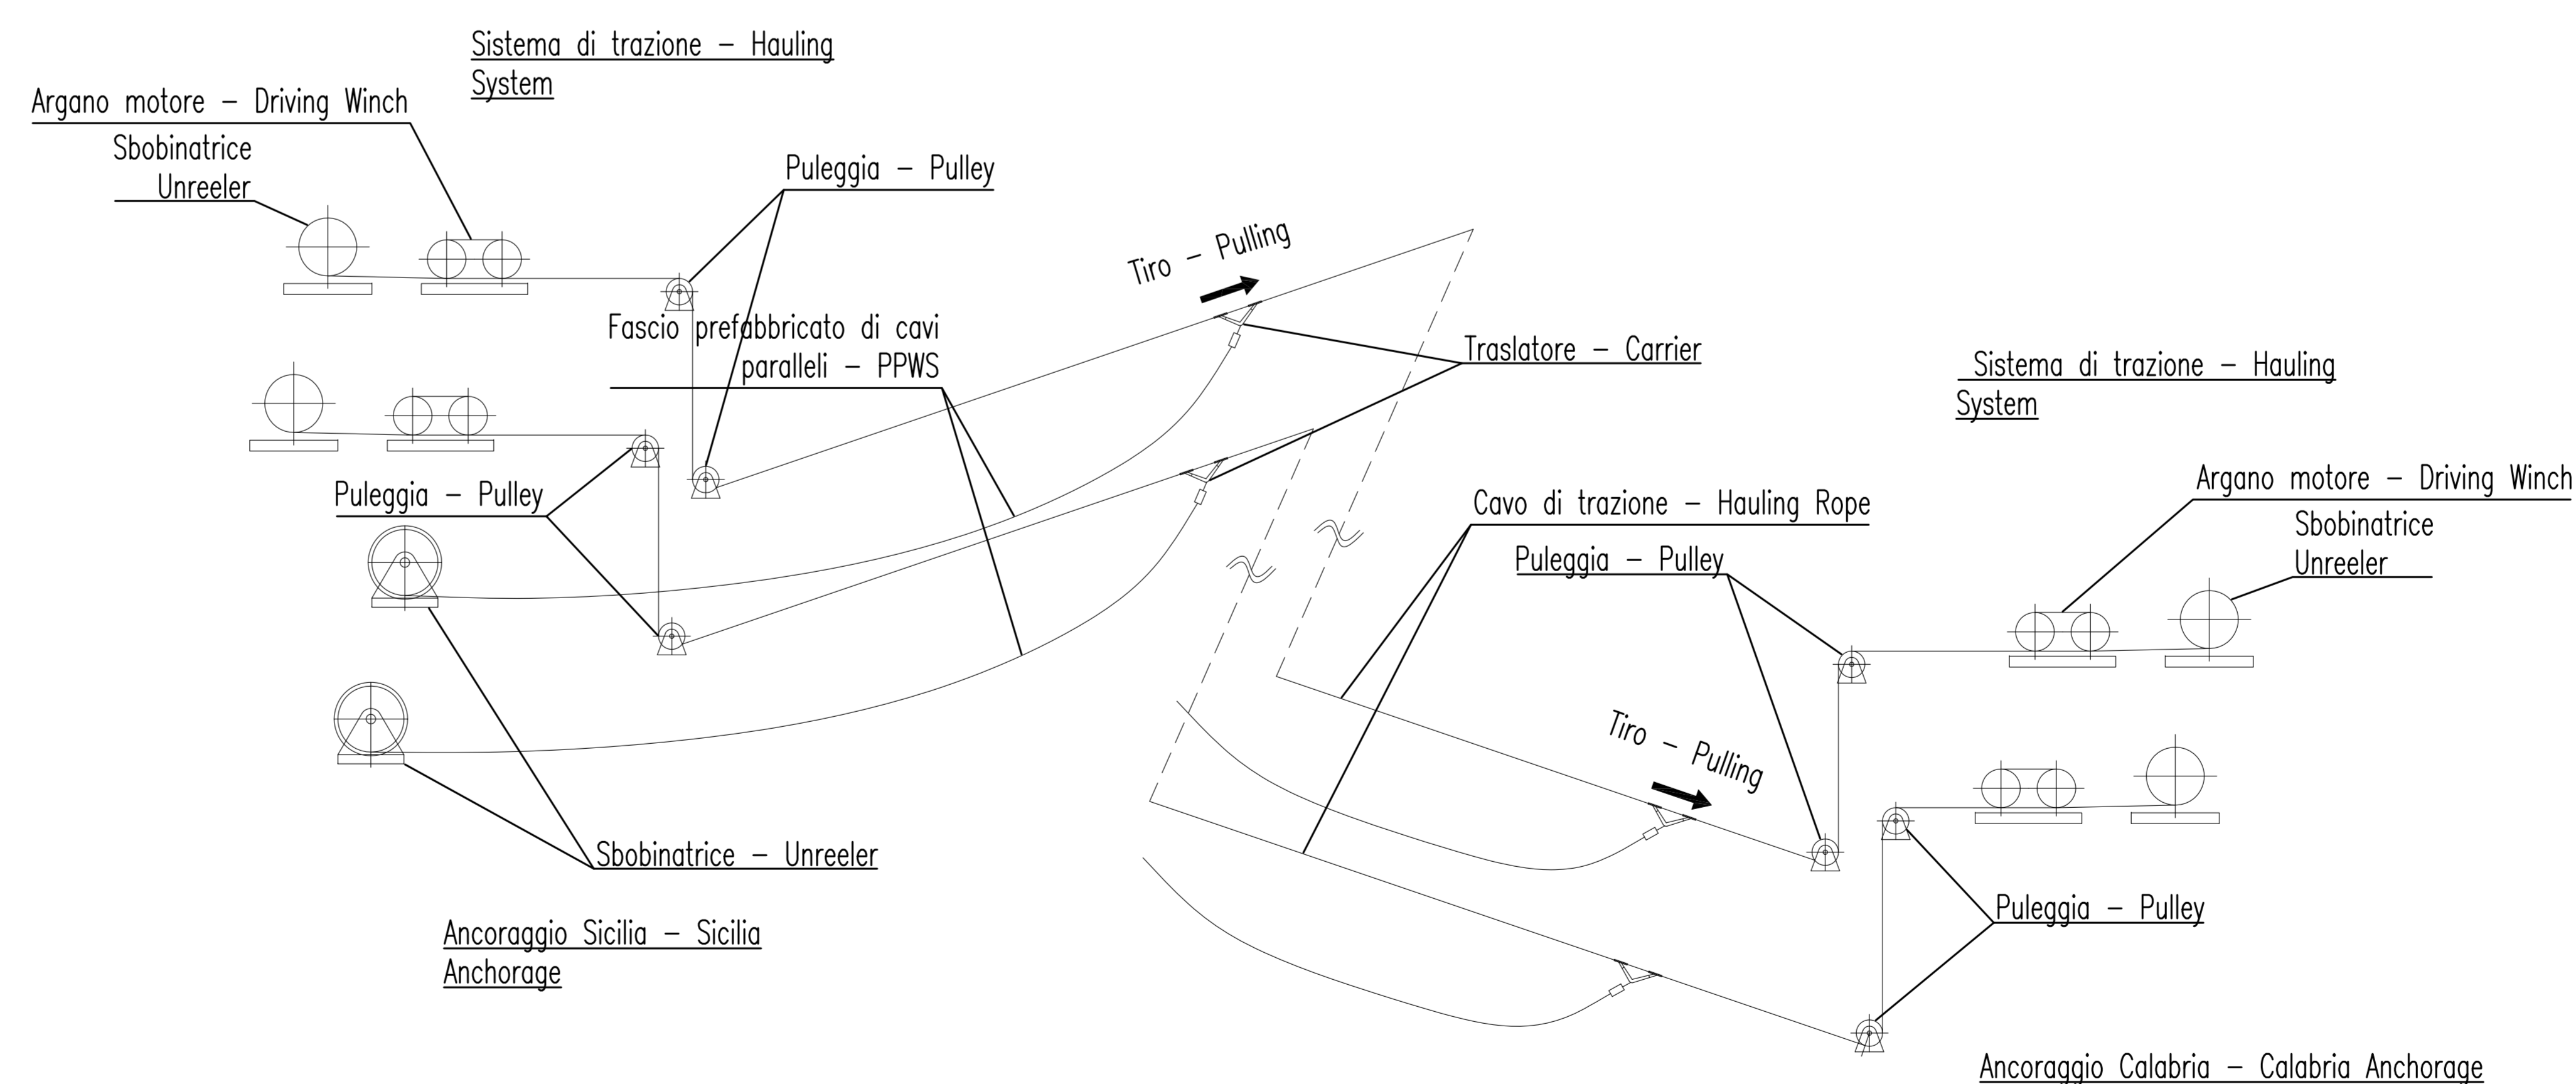 Sistema di trazione – Hauling
System
Argano motore – Driving Winch
Sbobinatrice
Unreeler
Puleggia – Pulley
Tiro – Pulling
Fascio prefabbricato di cavi
paralleli – PPWS
Traslatore – Carrier
Sistema di trazione – Hauling
System
Puleggia – Pulley
Cavo di trazione – Hauling Rope
Argano motore – Driving Winch
Sbobinatrice
Unreeler
Puleggia – Pulley
Tiro – Pulling
Sbobinatrice – Unreeler
Puleggia – Pulley
Ancoraggio Sicilia – Sicilia
Anchorage
Ancoraggio Calabria – Calabria Anchorage